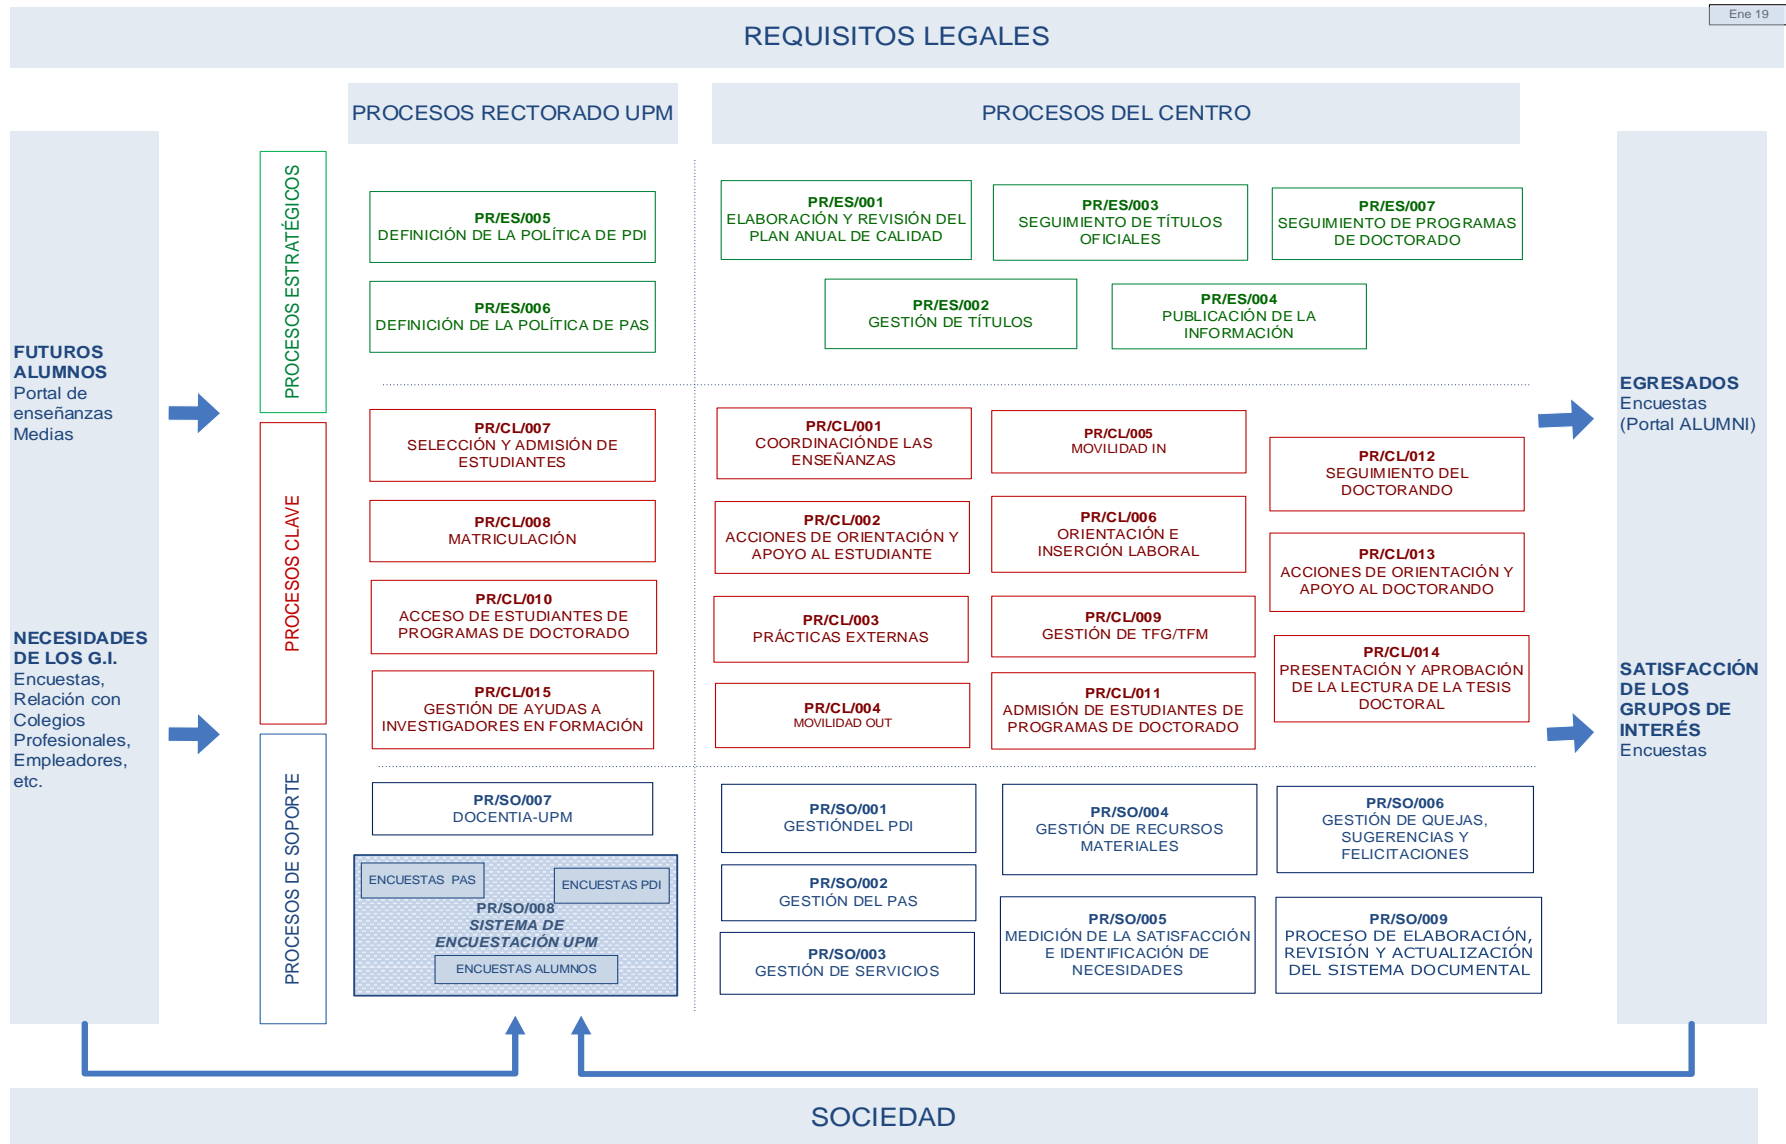 Ene 19
REQUISITOS LEGALES
PROCESOS RECTORADO UPM
PROCESOS DEL CENTRO
FUTUROS
ALUMNOS
Portal de
enseñanzas
Medias
NECESIDADES
DE LOS G.I.
Encuestas,
Relación con
Colegios
Profesionales,
Empleadores,
etc.
PROCESOS ESTRATÉGICOS
PR/ES/005
DEFINICIÓN DE LA POLÍTICA DE PDI
PR/ES/006
DEFINICIÓN DE LA POLÍTICA DE PAS
PR/ES/001
ELABORACIÓN Y REVISIÓN DEL
PLAN ANUAL DE CALIDAD
PR/ES/003
SEGUIMIENTO DE TÍTULOS
OFICIALES
PR/ES/007
SEGUIMIENTO DE PROGRAMAS
DE DOCTORADO
PR/ES/002
GESTIÓN DE TÍTULOS
PR/ES/004
PUBLICACIÓN DE LA
INFORMACIÓN
PROCESOS CLAVE
PR/CL/007
SELECCIÓN Y ADMISIÓN DE
ESTUDIANTES
PR/CL/008
MATRICULACIÓN
PR/CL/010
ACCESO DE ESTUDIANTES DE
PROGRAMAS DE DOCTORADO
PR/CL/015
GESTIÓN DE AYUDAS A
INVESTIGADORES EN FORMACIÓN
PR/CL/001
COORDINACIÓNDE LAS
ENSEÑANZAS
PR/CL/002
ACCIONES DE ORIENTACIÓN Y
APOYO AL ESTUDIANTE
PR/CL/003
PRÁCTICAS EXTERNAS
PR/CL/004
MOVILIDAD OUT
PR/CL/005
MOVILIDAD IN
PR/CL/006
ORIENTACIÓN E
INSERCIÓN LABORAL
PR/CL/009
GESTIÓN DE TFG/TFM
PR/CL/011
ADMISIÓN DE ESTUDIANTES DE
PROGRAMAS DE DOCTORADO
PR/CL/012
SEGUIMIENTO DEL
DOCTORANDO
PR/CL/013
ACCIONES DE ORIENTACIÓN Y
APOYO AL DOCTORANDO
PR/CL/014
PRESENTACIÓN Y APROBACIÓN
DE LA LECTURA DE LA TESIS
DOCTORAL
PROCESOS DE SOPORTE
PR/SO/007
DOCENTIA-UPM
ENCUESTAS PAS
ENCUESTAS PDI
PR/SO/008
SISTEMA DE
ENCUESTACIÓN UPM
ENCUESTAS ALUMNOS
PR/SO/001
GESTIÓNDEL PDI
PR/SO/002
GESTIÓN DEL PAS
PR/SO/003
GESTIÓN DE SERVICIOS
PR/SO/004
GESTIÓN DE RECURSOS
MATERIALES
PR/SO/005
MEDICIÓN DE LA SATISFACCIÓN
E IDENTIFICACIÓN DE
NECESIDADES
PR/SO/006
GESTIÓN DE QUEJAS,
SUGERENCIAS Y
FELICITACIONES
PR/SO/009
PROCESO DE ELABORACIÓN,
REVISIÓN Y ACTUALIZACIÓN
DEL SISTEMA DOCUMENTAL
EGRESADOS
Encuestas
(Portal ALUMNI)
SATISFACCIÓN
DE LOS
GRUPOS DE
INTERÉS
Encuestas
SOCIEDAD